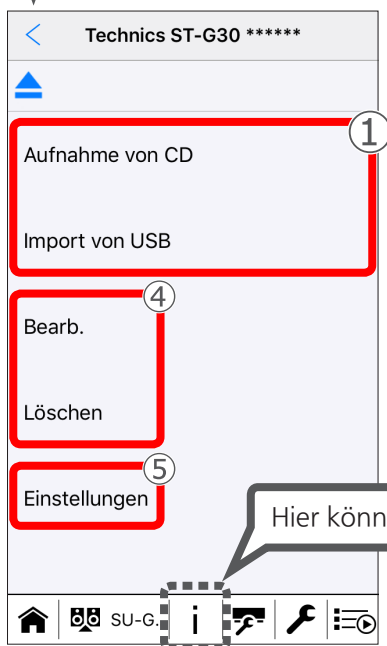 Technics ST-G30 ******
①
Aufnahme von CD
Import von USB
④
Bearb.
Löschen
⑤
Einstellungen
Hier könn
SU-G.
i